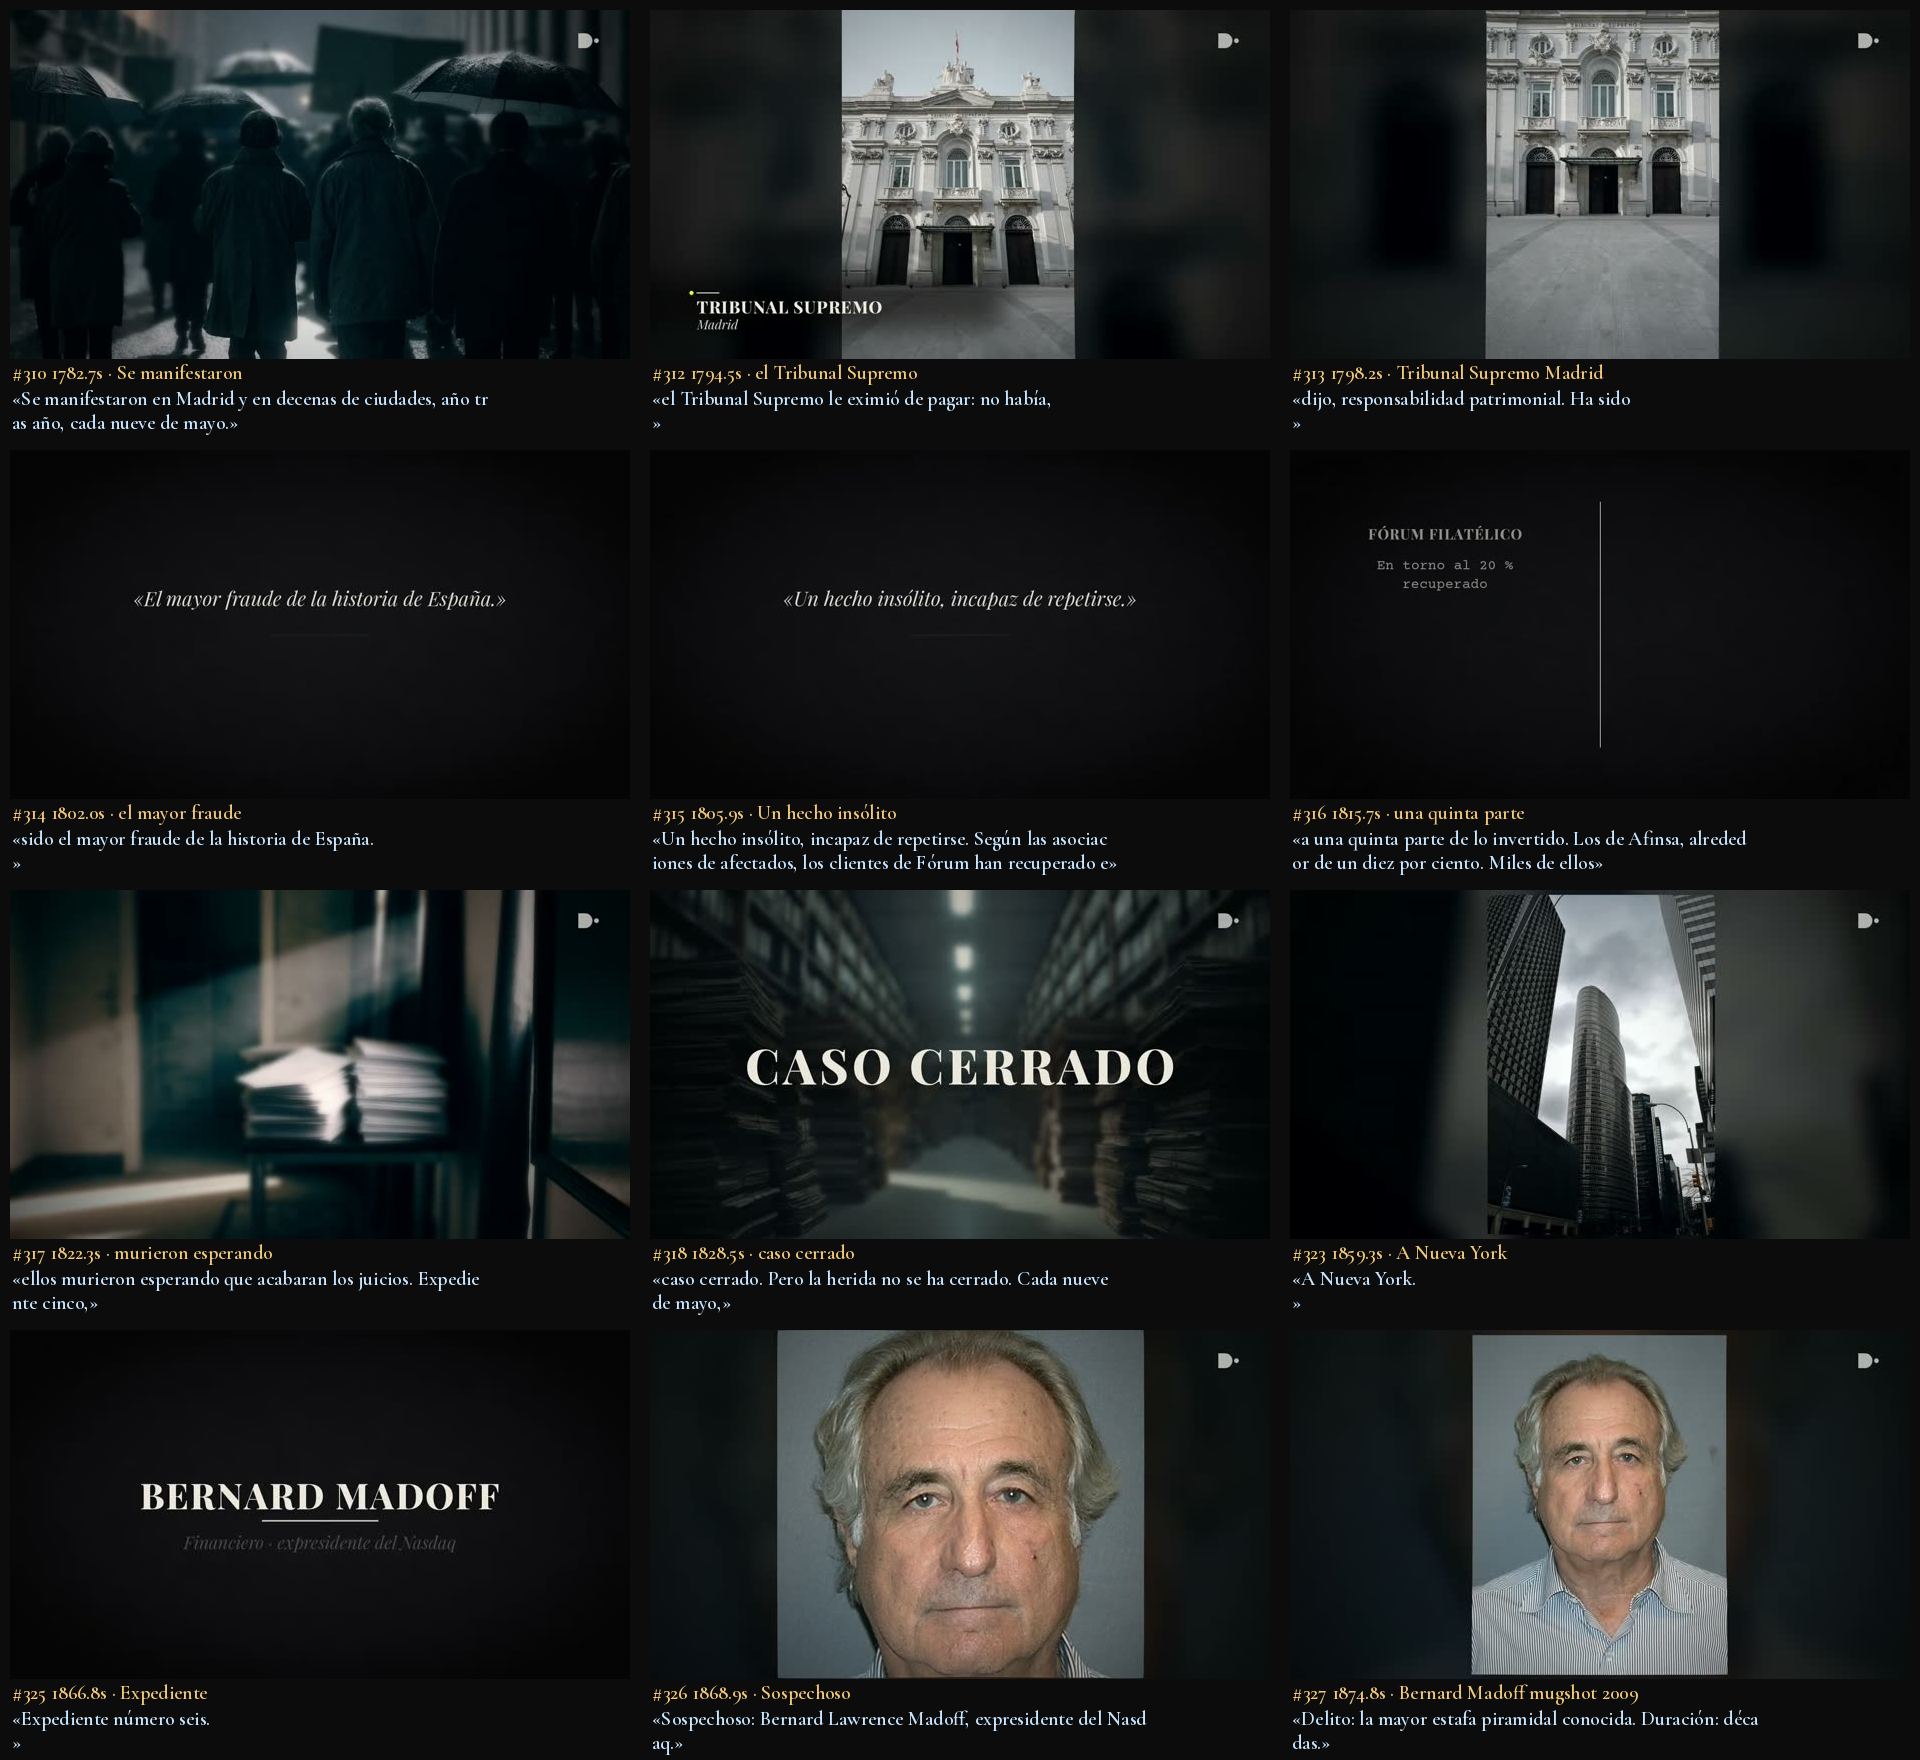 TRIBUNAL SUPREMO
Madrid
#310 1782.7s · Se manifestaron
«Se manifestaron en Madrid y en decenas de ciudades, año tr
as año, cada nueve de mayo.»
#312 1794.5s · el Tribunal Supremo
«el Tribunal Supremo le eximió de pagar: no había,
»
#313 1798.2s · Tribunal Supremo Madrid
«dijo, responsabilidad patrimonial. Ha sido
»
«El mayor fraude de la historia de España.»
«Un hecho insólito, incapaz de repetirse.»
FÓRUM FILATÉLICO
En torno al 20 %
recuperado
#314 1802.0s · el mayor fraude
«sido el mayor fraude de la historia de España.
»
#315 1805.9s · Un hecho insólito
«Un hecho insólito, incapaz de repetirse. Según las asociac
iones de afectados, los clientes de Fórum han recuperado e»
#316 1815.7s · una quinta parte
«a una quinta parte de lo invertido. Los de Afinsa, alreded
or de un diez por ciento. Miles de ellos»
CASO CERRADO
#317 1822.3s · murieron esperando
«ellos murieron esperando que acabaran los juicios. Expedie
nte cinco,»
#318 1828.5s · caso cerrado
«caso cerrado. Pero la herida no se ha cerrado. Cada nueve
de mayo,»
#323 1859.3s · A Nueva York
«A Nueva York.
»
BERNARD MADOFF
Financiero · expresidente del Nasdaq
#325 1866.8s · Expediente
«Expediente número seis.
»
#326 1868.9s · Sospechoso
«Sospechoso: Bernard Lawrence Madoff, expresidente del Nasd
aq.»
#327 1874.8s · Bernard Madoff mugshot 2009
«Delito: la mayor estafa piramidal conocida. Duración: déca
das.»